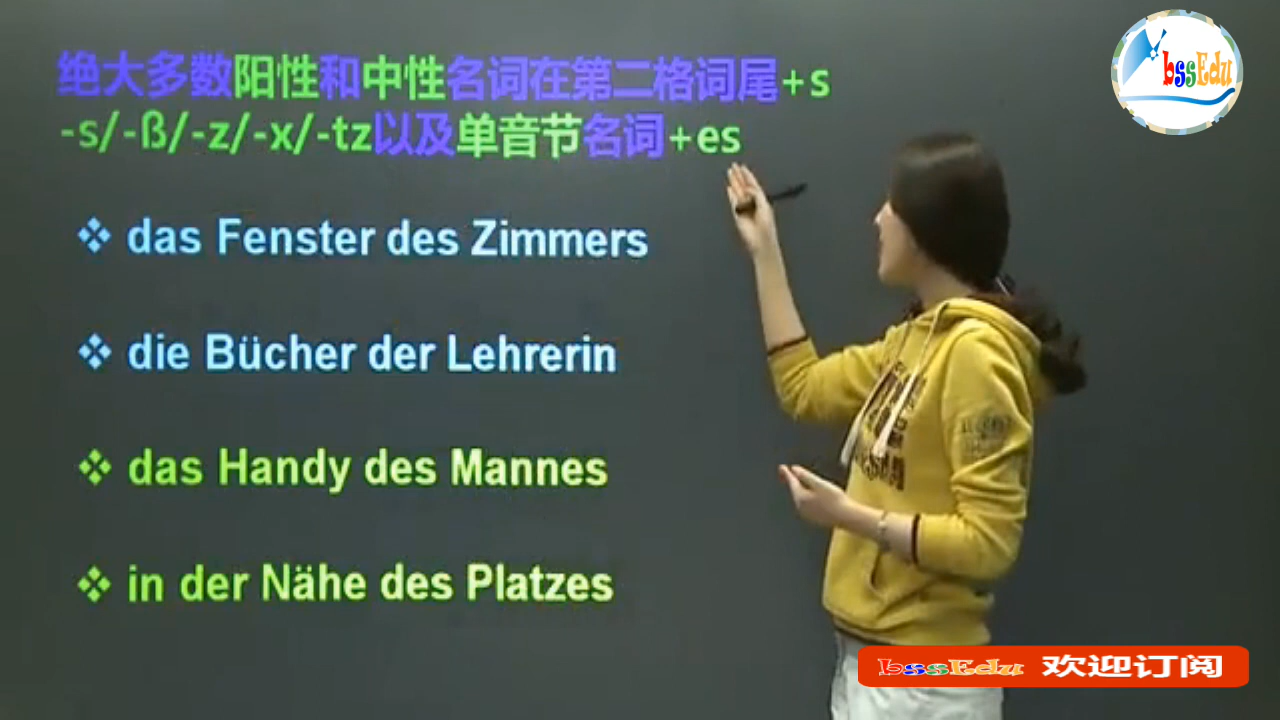 bssEdu
绝大多数阳性和中性名词在第二格词尾+s
-s/-ß/-z/-x/-tz以及单音节名词+es
❖ das Fenster des Zimmers
❖ die Bücher der Lehrerin
❖ das Handy des Mannes
❖ in der Nähe des Platzes
bssEdu 欢迎订阅